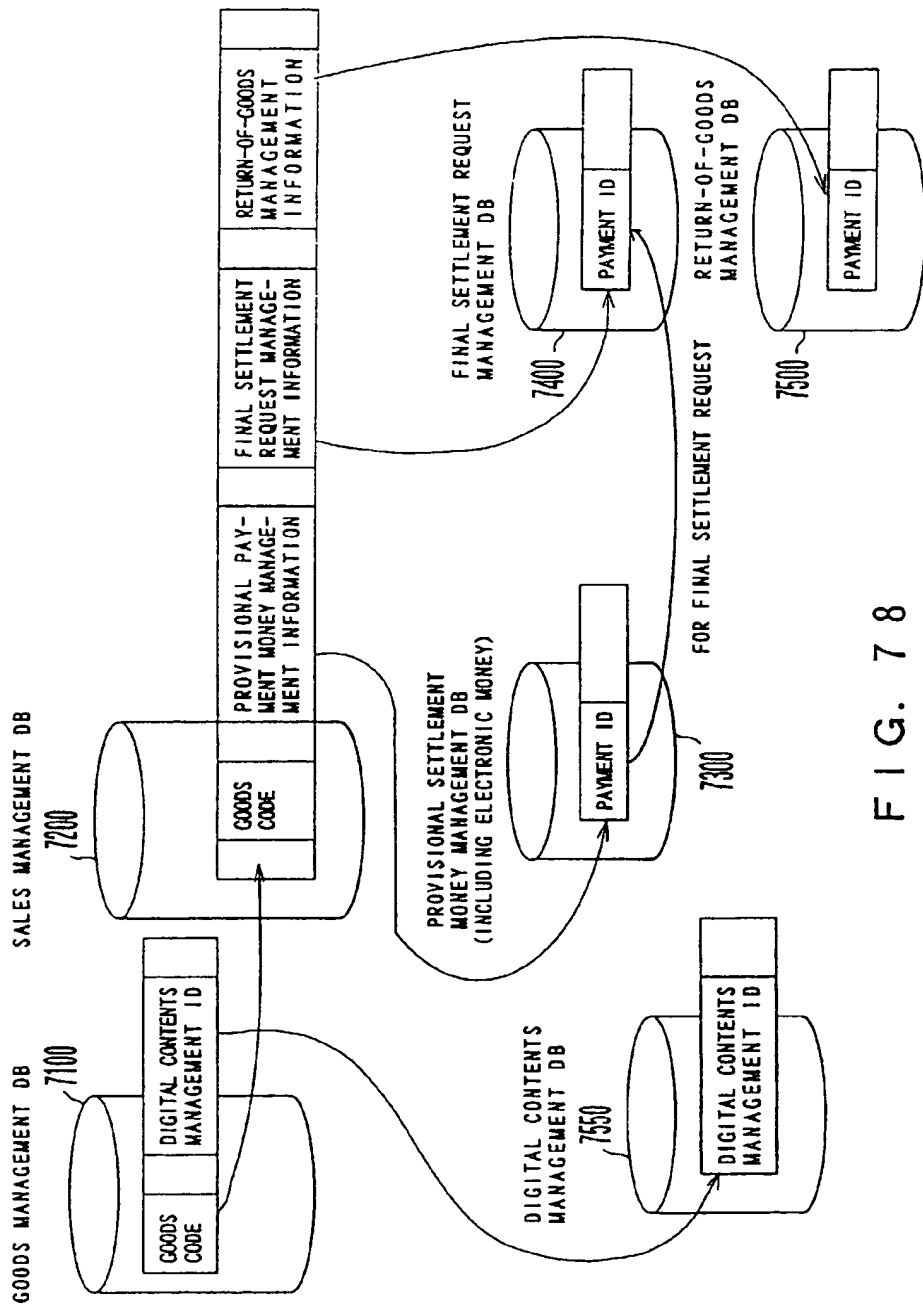 GOODS MANAGEMENT DB
7100
GOODS
CODE
DIGITAL CONTENTS
MANAGEMENT ID
SALES MANAGEMENT DB
7200
GOODS
CODE
PROVISIONAL PAY-
MENT MONEY MANAGE-
MENT INFORMATION
FINAL SETTLEMENT
REQUEST MANAGE-
MENT INFORMATION
RETURN-OF-GOODS
MANAGEMENT
INFORMATION
DIGITAL CONTENTS
MANAGEMENT DB
7550
DIGITAL CONTENTS
MANAGEMENT ID
PROVISIONAL SETTLEMENT
MONEY MANAGEMENT DB
(INCLUDING ELECTRONIC MONEY)
PAYMENT ID
7300
FINAL SETTLEMENT REQUEST
MANAGEMENT DB
7400
PAYMENT ID
FOR FINAL SETTLEMENT REQUEST
RETURN-OF-GOODS
MANAGEMENT DB
7500
PAYMENT ID
FIG. 78